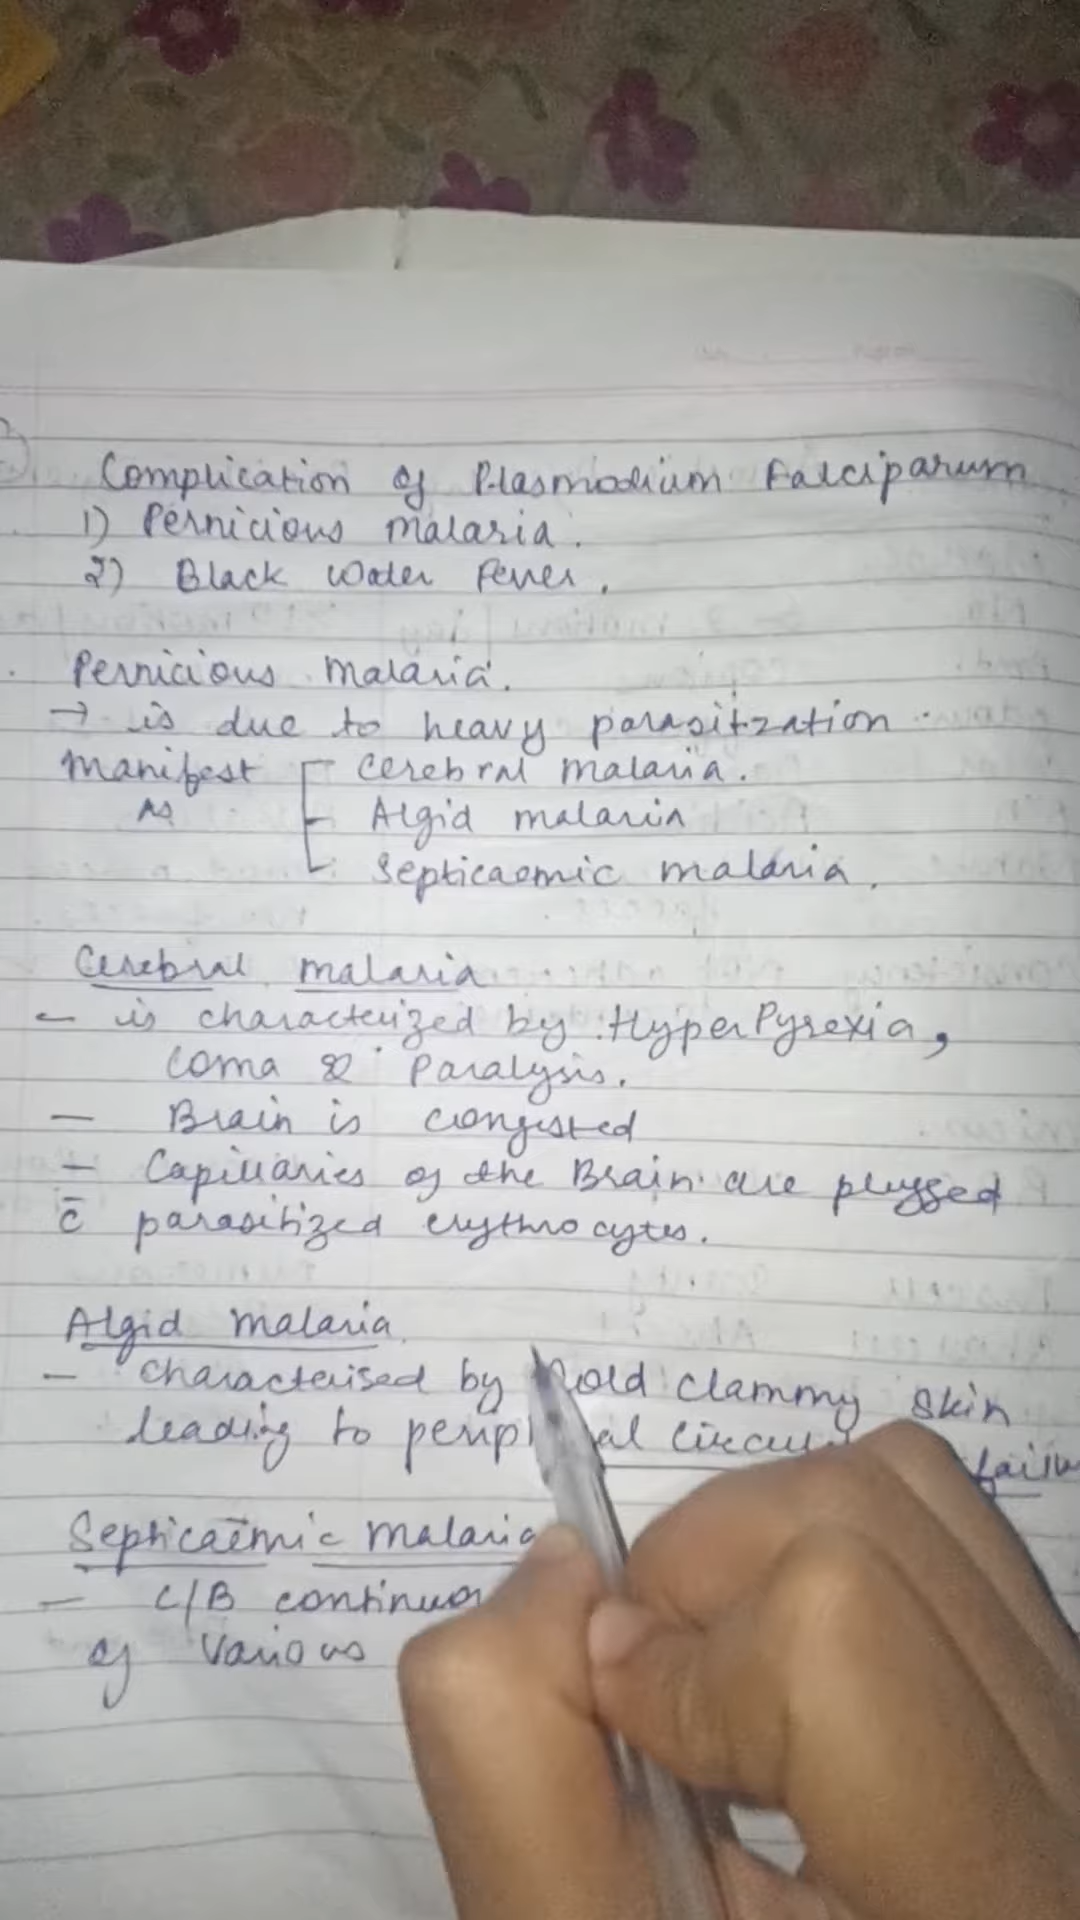 Complication of Plasmodium Falciparum
1) Pernicious malaria.
2) Black water Fever.
Pernicious malaria.
→ is due to heavy parasitzation
manifest
As
Cerebral malaria.
Algid malaria
Septicaemic malaria.
Cerebral malaria
- is characterized by HyperPyrexia,
Coma & Paralysis.
- Brain is congested
- Capillaries of the Brain are plugged
c̄ parasitized erythrocytes.
Algid malaria
- characterised by cold clammy skin
leading to
Septicaemic malaria
- C/B
of various